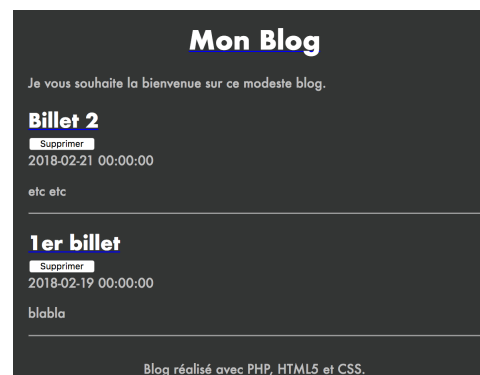 Mon Blog
Je vous souhaite la bienvenue sur ce modeste blog.
Billet 2
Supprimer
2018-02-21 00:00:00
etc etc
1er billet
Supprimer
2018-02-19 00:00:00
blabla
Blog réalisé avec PHP, HTML5 et CSS.